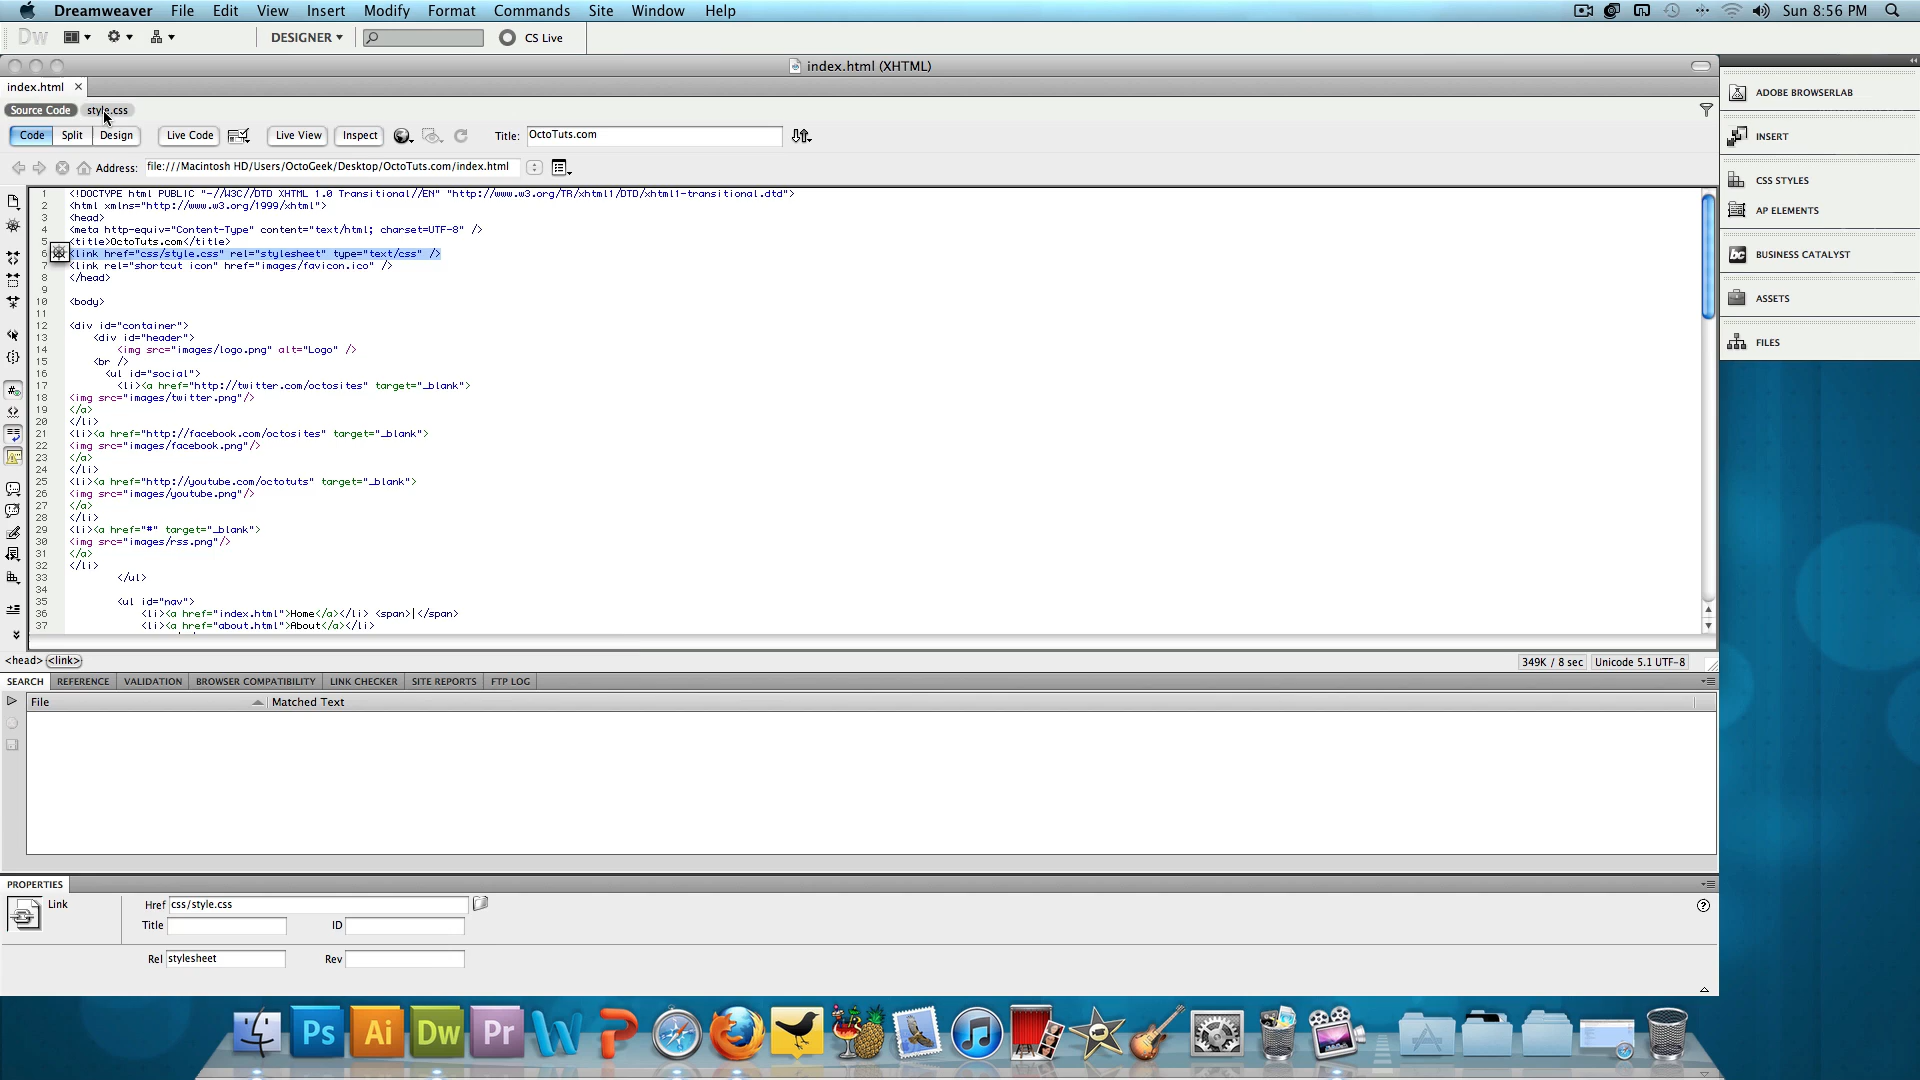 Dreamweaver File Edit View Insert Modify Format Commands Site Window Help Sun 8:56 PM
Dw DESIGNER CS Live
index.html (XHTML)
index.html
Source Code style.css
Code Split Design Live Code Live View Inspect Title: OctoTuts.com
Address: file:///Macintosh HD/Users/OctoGeek/Desktop/OctoTuts.com/index.html
1 <!DOCTYPE html PUBLIC "-//W3C//DTD XHTML 1.0 Transitional//EN" "http://www.w3.org/TR/xhtml1/DTD/xhtml1-transitional.dtd">
2 <html xmlns="http://www.w3.org/1999/xhtml">
3 <head>
4 <meta http-equiv="Content-Type" content="text/html; charset=UTF-8" />
5 <title>OctoTuts.com</title>
6 <link href="css/style.css" rel="stylesheet" type="text/css" />
7 <link rel="shortcut icon" href="images/favicon.ico" />
8 </head>
9
10 <body>
11
12 <div id="container">
13 <div id="header">
14 <img src="images/logo.png" alt="Logo" />
15 <br />
16 <ul id="social">
17 <li><a href="http://twitter.com/octosites" target="_blank">
18 <img src="images/twitter.png"/>
19 </a>
20 </li>
21 <li><a href="http://facebook.com/octosites" target="_blank">
22 <img src="images/facebook.png"/>
23 </a>
24 </li>
25 <li><a href="http://youtube.com/octotuts" target="_blank">
26 <img src="images/youtube.png"/>
27 </a>
28 </li>
29 <li><a href="#" target="_blank">
30 <img src="images/rss.png"/>
31 </a>
32 </li>
33 </ul>
34
35 <ul id="nav">
36 <li><a href="index.html">Home</a></li> <span>|</span>
37 <li><a href="about.html">About</a></li>
<head> <link> 349K / 8 sec Unicode 5.1 UTF-8
SEARCH REFERENCE VALIDATION BROWSER COMPATIBILITY LINK CHECKER SITE REPORTS FTP LOG
File Matched Text
PROPERTIES
Link Href css/style.css
Title ID
Rel stylesheet Rev
ADOBE BROWSERLAB
INSERT
CSS STYLES
AP ELEMENTS
bc BUSINESS CATALYST
ASSETS
FILES
Ps Ai Dw Pr